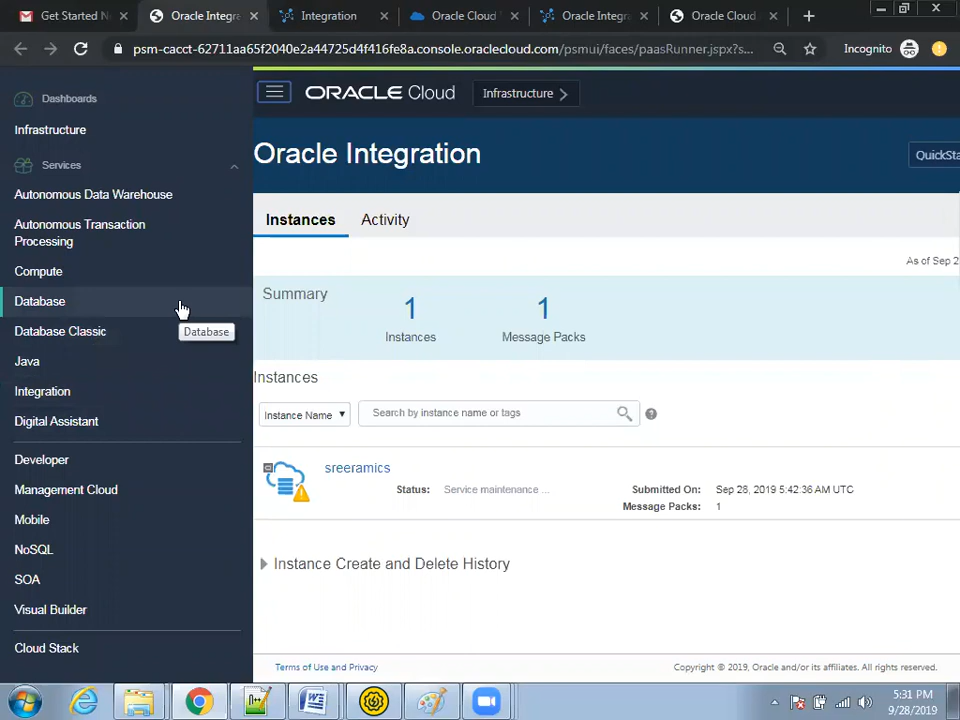 Get Started N
Oracle Integra
Integration
Oracle Cloud
Oracle Integra
Oracle Cloud
psm-cacct-62711aa65f2040e2a44725d4f416fe8a.console.oraclecloud.com/psmui/faces/paasRunner.jspx?s...
Incognito
Dashboards
Infrastructure
Services
Autonomous Data Warehouse
Autonomous Transaction
Processing
Compute
Database
Database
Database Classic
Java
Integration
Digital Assistant
Developer
Management Cloud
Mobile
NoSQL
SOA
Visual Builder
Cloud Stack
ORACLE Cloud
Infrastructure
Oracle Integration
QuickSta
Instances
Activity
As of Sep 2
Summary
1
Instances
1
Message Packs
Instances
Instance Name
Search by instance name or tags
sreeramics
Status: Service maintenance ...
Submitted On: Sep 28, 2019 5:42:36 AM UTC
Message Packs: 1
Instance Create and Delete History
Terms of Use and Privacy
Copyright © 2019, Oracle and/or its affiliates. All rights reserved.
5:31 PM
9/28/2019